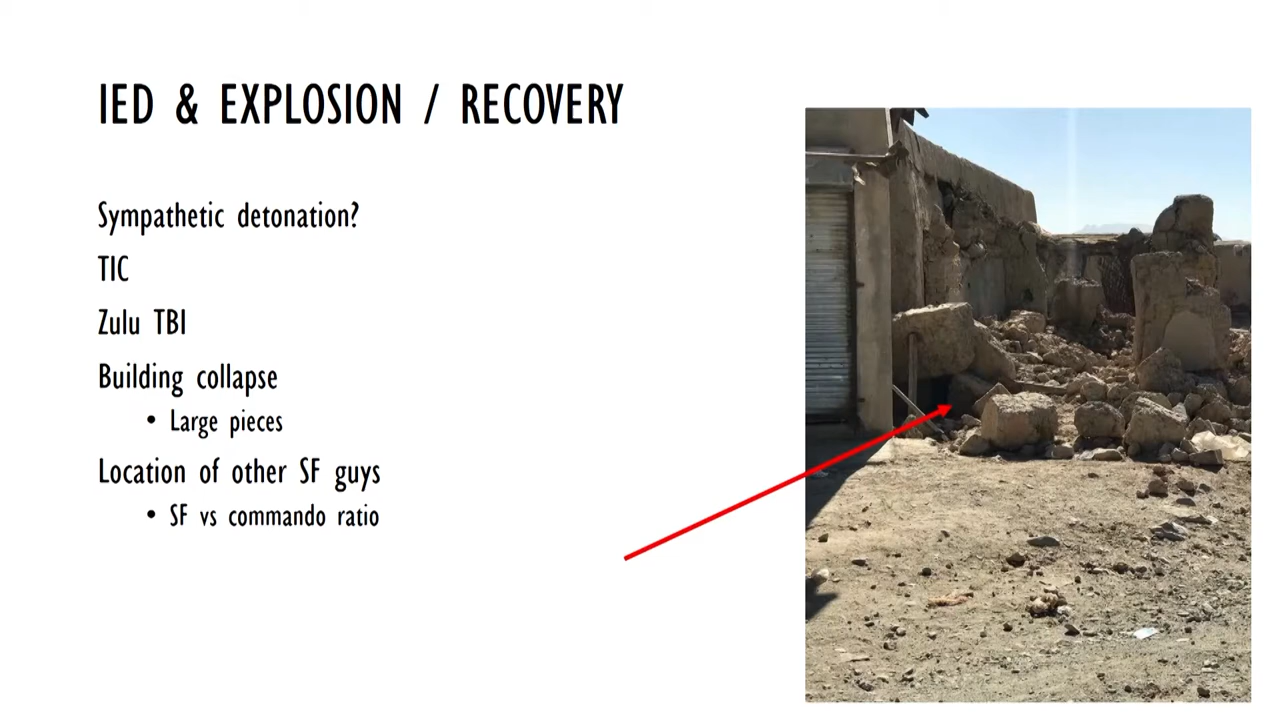 IED & EXPLOSION / RECOVERY
Sympathetic detonation?
TIC
Zulu TBI
Building collapse
• Large pieces
Location of other SF guys
• SF vs commando ratio